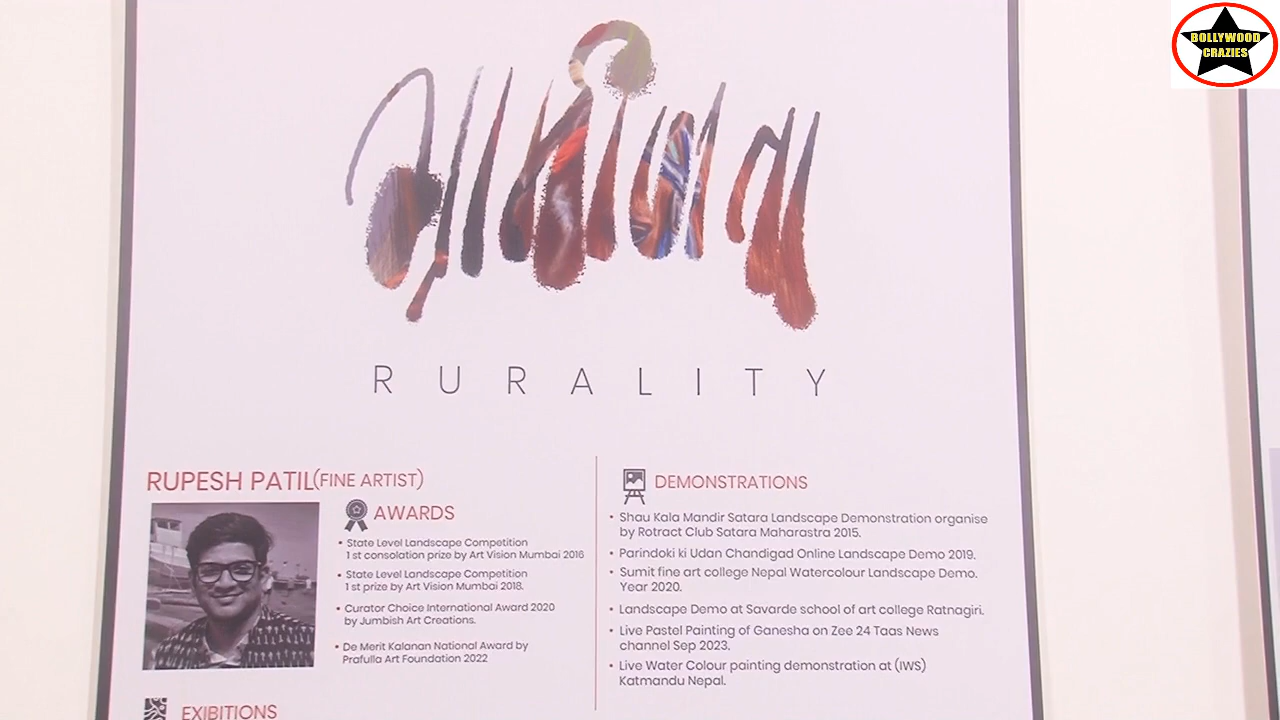 BOLLYWOOD
CRAZIES
RURALITY
RUPESH PATIL (FINE ARTIST)
AWARDS
• State Level Landscape Competition
1 st consolation prize by Art Vision Mumbai 2016
• State Level Landscape Competition
1 st prize by Art Vision Mumbai 2018.
• Curator Choice International Award 2020
by Jumbish Art Creations.
• De Merit Kalanan National Award by
Prafulla Art Foundation 2022
EXIBITIONS
DEMONSTRATIONS
• Shau Kala Mandir Satara Landscape Demonstration organise
by Rotract Club Satara Maharastra 2015.
• Parindoki ki Udan Chandigad Online Landscape Demo 2019.
• Sumit fine art college Nepal Watercolour Landscape Demo.
Year 2020.
• Landscape Demo at Savarde school of art college Ratnagiri.
• Live Pastel Painting of Ganesha on Zee 24 Taas News
channel Sep 2023.
• Live Water Colour painting demonstration at (IWS)
Katmandu Nepal.